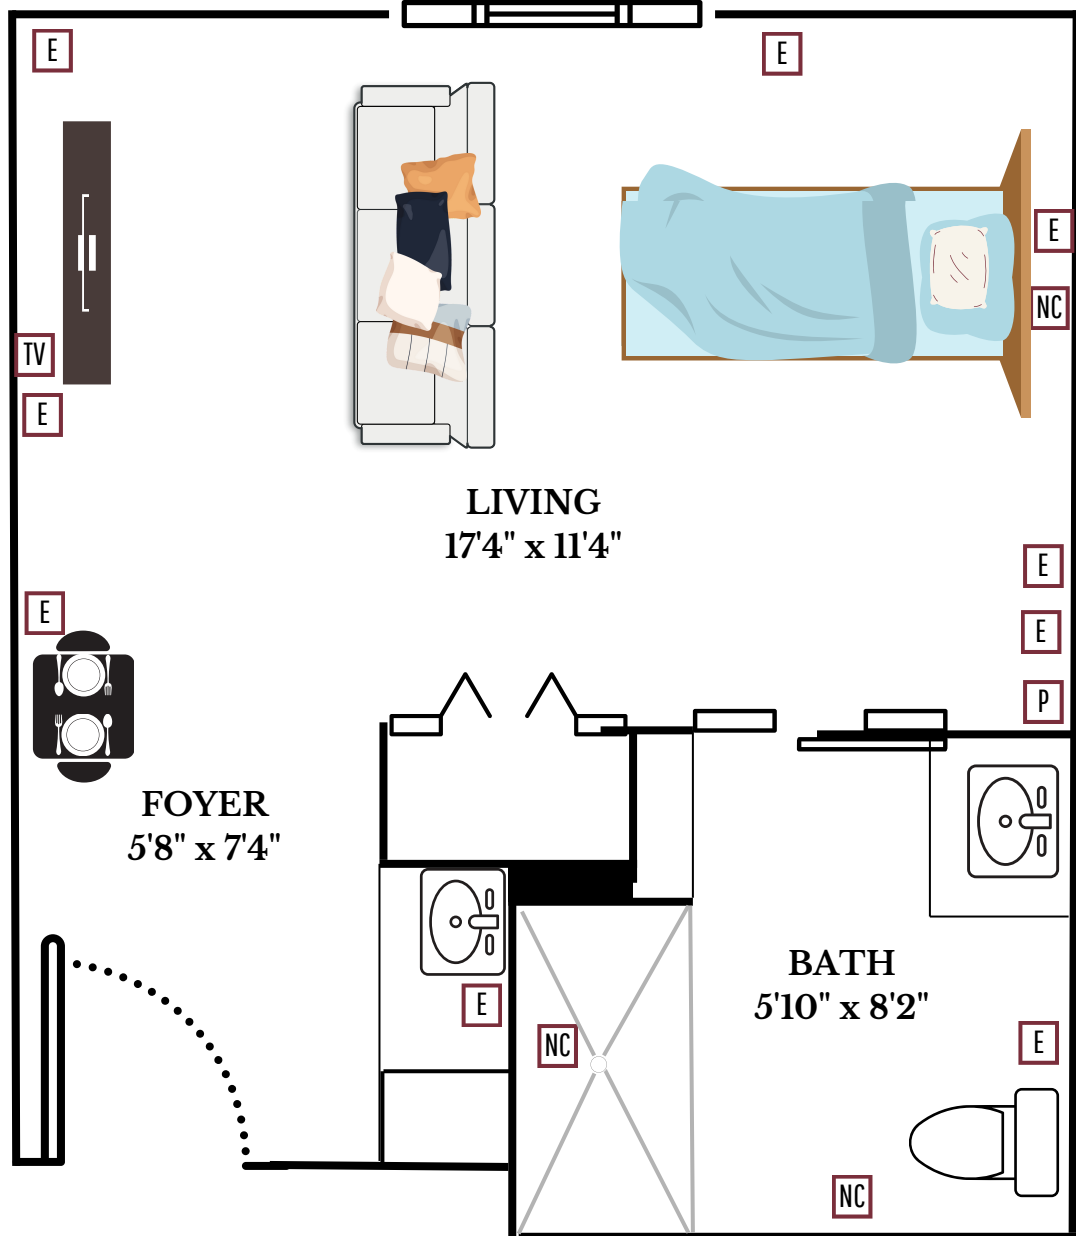 E
E
E
NC
TV
E
LIVING
17'4" x 11'4"
E
E
E
P
FOYER
5'8" x 7'4"
BATH
5'10" x 8'2"
E
NC
E
NC